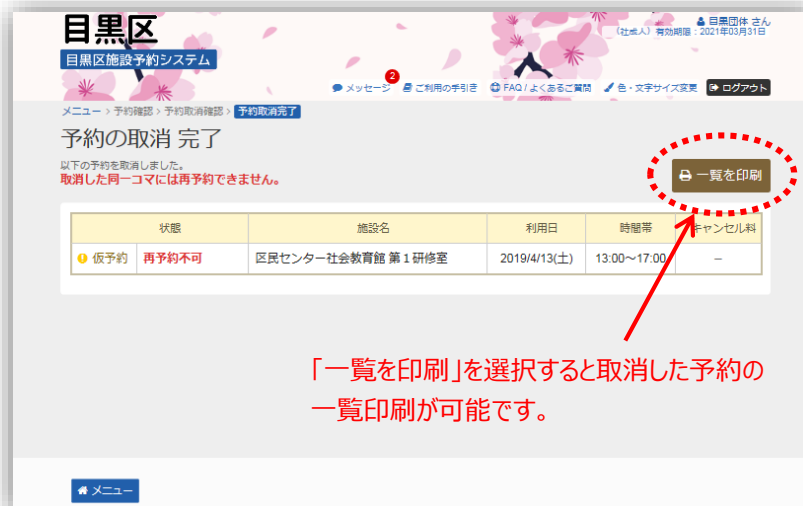 目黒区
目黒区施設予約システム
目黒団体 さん
(社成人) 有効期限:2021年03月31日
2
メッセージ ご利用の手引き FAQ / よくあるご質問 色・文字サイズ変更 ログアウト
メニュー > 予約確認 > 予約取消確認 > 予約取消完了
予約の取消 完了
以下の予約を取消しました。
取消した同一コマには再予約できません。
一覧を印刷
状態 施設名 利用日 時間帯 キャンセル料
仮予約 再予約不可 区民センター社会教育館 第１研修室 2019/4/13(土) 13:00～17:00 －
「一覧を印刷」を選択すると取消した予約の
一覧印刷が可能です。
メニュー